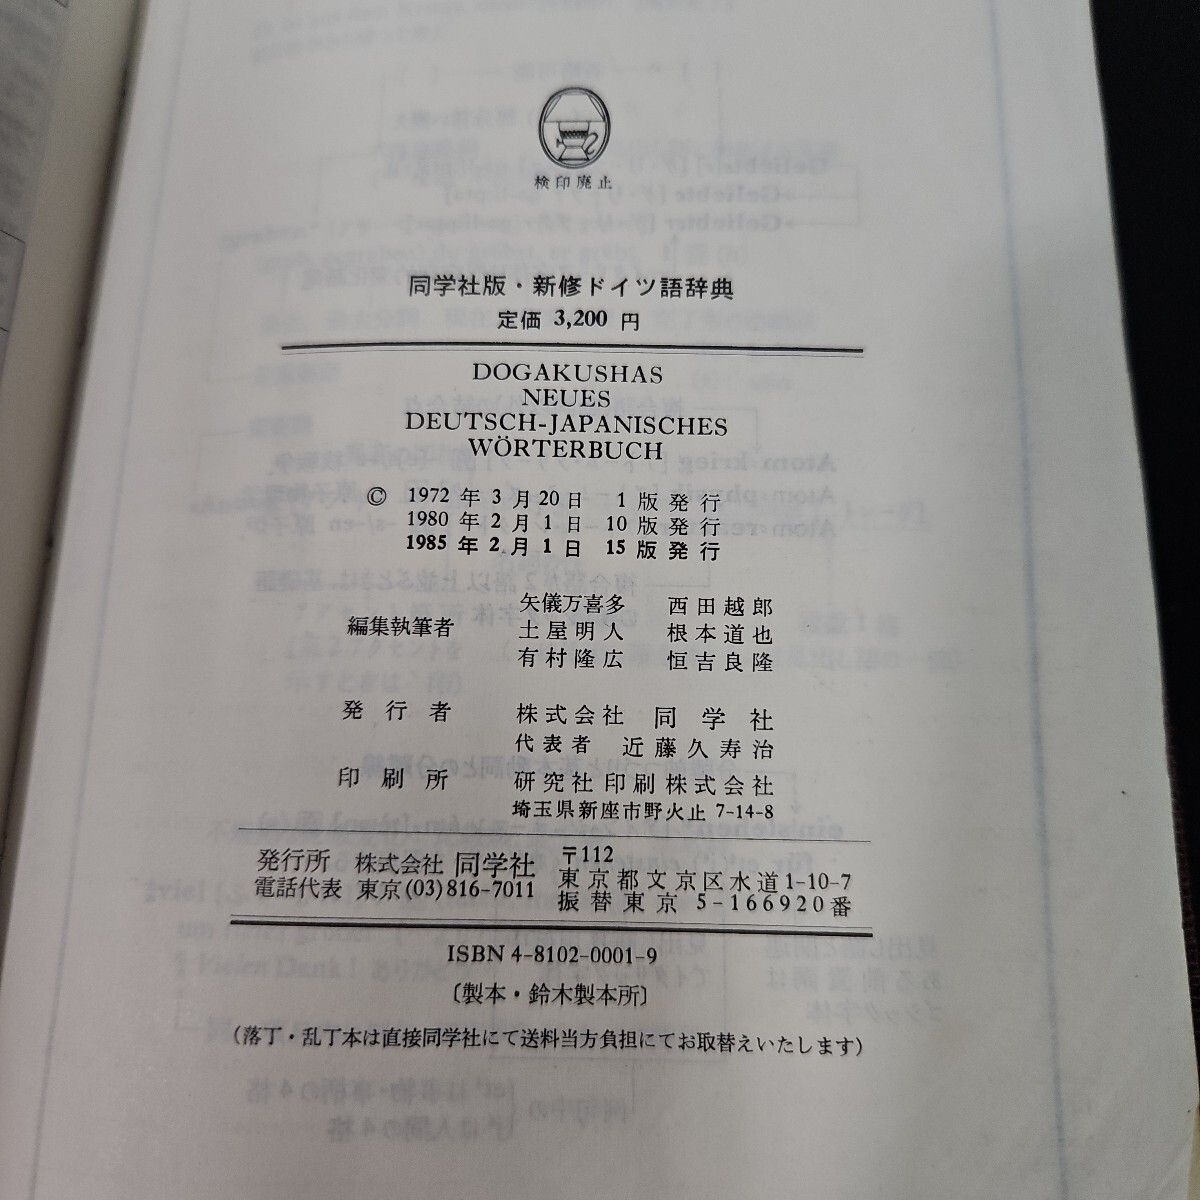 検印廃止
同学社版・新修ドイツ語辞典
定価 3,200 円
DOGAKUSHAS
NEUES
DEUTSCH-JAPANISCHES
WÖRTERBUCH
© 1972 年 3 月 20 日 1 版発行
1980 年 2 月 1 日 10 版発行
1985 年 2 月 1 日 15 版発行
矢儀万喜多 西田越郎
編集執筆者 土屋明人 根本道也
有村隆広 恒吉良隆
発行者 株式会社 同学社
代表者 近藤久寿治
印刷所 研究社印刷株式会社
埼玉県新座市野火止 7-14-8
発行所 株式会社 同学社 〒112
東京都文京区水道1-10-7
電話代表 東京(03)816-7011
振替東京 5-166920番
ISBN 4-8102-0001-9
〔製本・鈴木製本所〕
(落丁・乱丁本は直接同学社にて送料当方負担にてお取替えいたします)